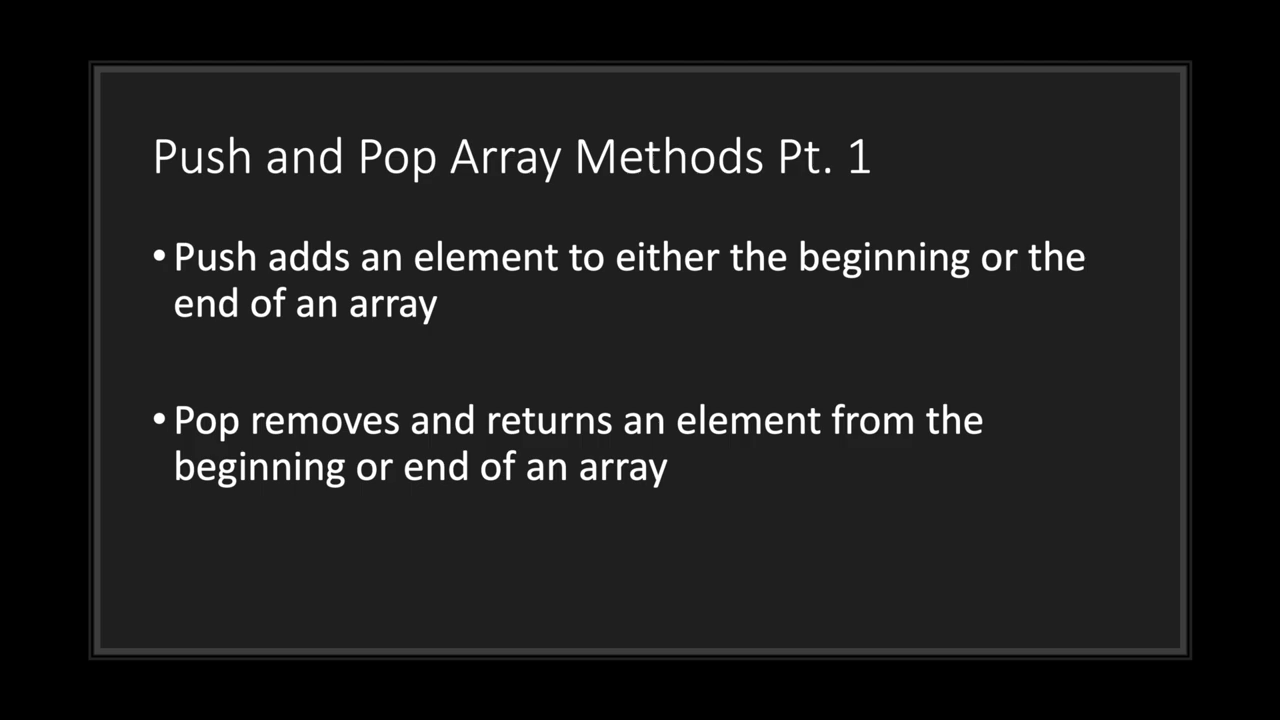 Push and Pop Array Methods Pt. 1
• Push adds an element to either the beginning or the
end of an array
• Pop removes and returns an element from the
beginning or end of an array